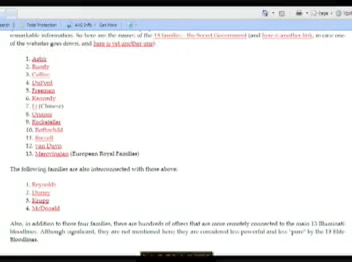 remarkable information. So here are the names of the 13 families - the Secret Government (and here is another link, in case one
of the websites goes down, and here is yet another one):
1. Astor
2. Bundy
3. Collins
4. DuPont
5. Freeman
6. Kennedy
7. Li (Chinese)
8. Onassis
9. Rockefeller
10. Rothschild
11. Russell
12. van Duyn
13. Merovingian (European Royal Families)
The following families are also interconnected with those above:
1. Reynolds
2. Disney
3. Krupp
4. McDonald
Also, in addition to these four families, there are hundreds of others that are more remotely connected to the main 13 Illuminati
bloodlines. Although significant, they are not mentioned here; they are considered less powerful and less "pure" by the 13 Elite
Bloodlines.